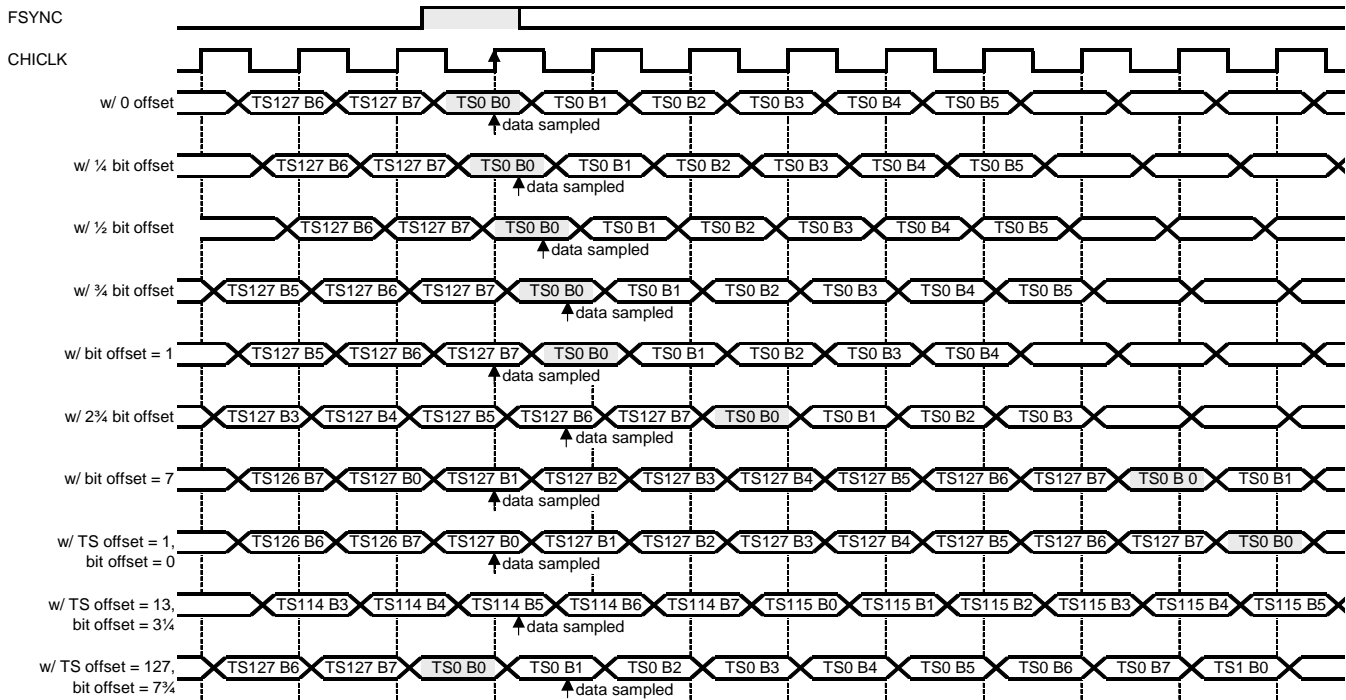 FSYNC
CHICLK
w/ 0 offset TS127 B6 TS127 B7 TS0 B0 TS0 B1 TS0 B2 TS0 B3 TS0 B4 TS0 B5
data sampled
w/ ¼ bit offset TS127 B6 TS127 B7 TS0 B0 TS0 B1 TS0 B2 TS0 B3 TS0 B4 TS0 B5
data sampled
w/ ½ bit offset TS127 B6 TS127 B7 TS0 B0 TS0 B1 TS0 B2 TS0 B3 TS0 B4 TS0 B5
data sampled
w/ ¾ bit offset TS127 B5 TS127 B6 TS127 B7 TS0 B0 TS0 B1 TS0 B2 TS0 B3 TS0 B4 TS0 B5
data sampled
w/ bit offset = 1 TS127 B5 TS127 B6 TS127 B7 TS0 B0 TS0 B1 TS0 B2 TS0 B3 TS0 B4
data sampled
w/ 2¾ bit offset TS127 B3 TS127 B4 TS127 B5 TS127 B6 TS127 B7 TS0 B0 TS0 B1 TS0 B2 TS0 B3
data sampled
w/ bit offset = 7 TS126 B7 TS127 B0 TS127 B1 TS127 B2 TS127 B3 TS127 B4 TS127 B5 TS127 B6 TS127 B7 TS0 B 0 TS0 B1
data sampled
w/ TS offset = 1, TS126 B6 TS126 B7 TS127 B0 TS127 B1 TS127 B2 TS127 B3 TS127 B4 TS127 B5 TS127 B6 TS127 B7 TS0 B0
bit offset = 0 data sampled
w/ TS offset = 13, TS114 B3 TS114 B4 TS114 B5 TS114 B6 TS114 B7 TS115 B0 TS115 B1 TS115 B2 TS115 B3 TS115 B4 TS115 B5
bit offset = 3¼ data sampled
w/ TS offset = 127, TS127 B6 TS127 B7 TS0 B0 TS0 B1 TS0 B2 TS0 B3 TS0 B4 TS0 B5 TS0 B6 TS0 B7 TS1 B0
bit offset = 7¾ data sampled